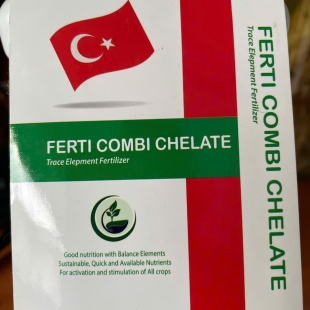 FERTI COMBI CHELATE
Trace Elepment Fertilizer
Good nutrition with Balance Elements
Sustainable, Quick and Available Nutrients
For activation and stimulation of All crops
FERTI COMBI CHELATE
Trace Elepment Fertilizer